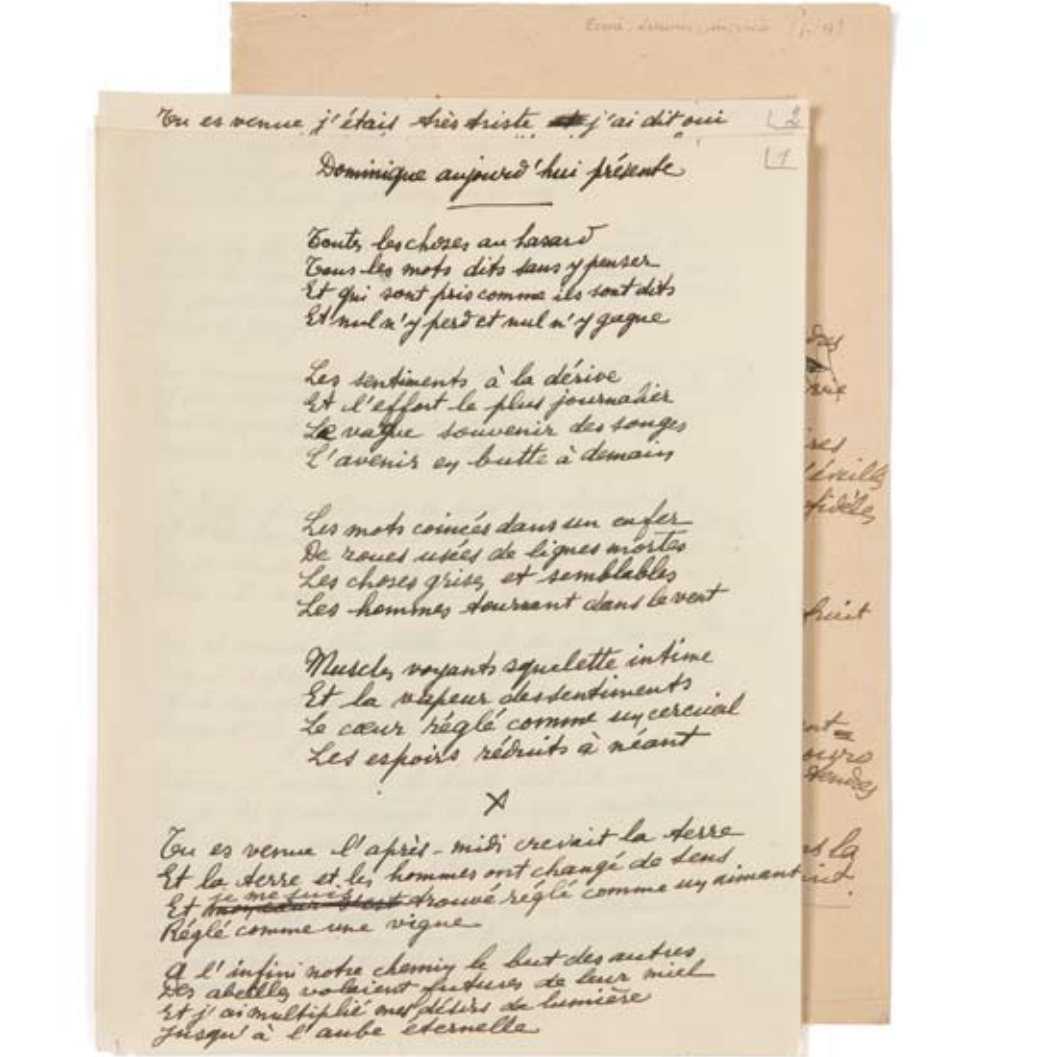 Tu es venue j'étais très triste j'ai dit oui
2
1
Dominique aujourd'hui présente
Toutes les choses au hasard
Tous les mots dits sans y penser
Et qui sont pris comme ils sont dits
Et nul n'y perd et nul n'y gagne
Les sentiments à la dérive
Et l'effort le plus journalier
Le vague souvenir des songes
L'avenir en butte à demain
Les mots coincés dans un enfer
De roues usées de lignes mortes
Les choses grises et semblables
Les hommes tournant dans le vent
Muscles voyants squelette intime
Et la vapeur des sentiments
Le cœur réglé comme un cercueil
Les espoirs réduits à néant
X
Tu es venue l'après-midi crevait la terre
Et la terre et les hommes ont changé de sens
je me suis
Et mon cœur s'est trouvé réglé comme un aimant
Réglé comme une vigne
A l'infini notre chemin le but des autres
Des abeilles volaient futures de leur miel
Et j'ai multiplié mes désirs de lumière
Jusqu'à l'aube éternelle